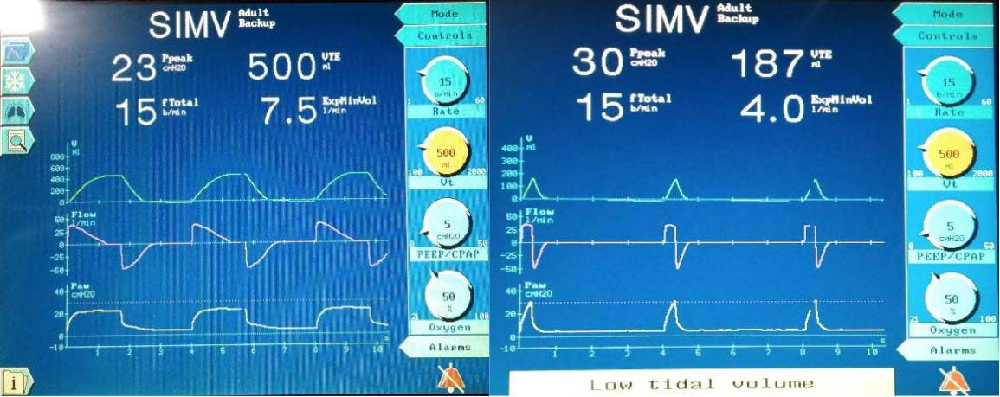 SIMV Adult Backup
23 Ppeak cmH2O 500 VTE ml
15 fTotal b/min 7.5 ExpMinVol l/min
V
ml
800
600
400
200
0
Flow
l/min
50
25
0
-25
-50
Paw
cmH2O
40
20
0
-10
1 2 3 4 5 6 7 8 9 10 s
i
Mode
Controls
15
b/min
1 60
Rate
500
ml
100 2000
Vt
5
cmH2O
0 50
PEEP/CPAP
50
%
21 100
Oxygen
Alarms
SIMV Adult Backup
30 Ppeak cmH2O 187 VTE ml
15 fTotal b/min 4.0 ExpMinVol l/min
V
ml
400
300
200
100
0
Flow
l/min
50
25
0
-25
-50
Paw
cmH2O
40
20
0
-10
1 2 3 4 5 6 7 8 9 10 s
Low tidal volume
Mode
Controls
15
b/min
1 60
Rate
500
ml
100 2000
Vt
5
cmH2O
0 50
PEEP/CPAP
50
%
21 100
Oxygen
Alarms